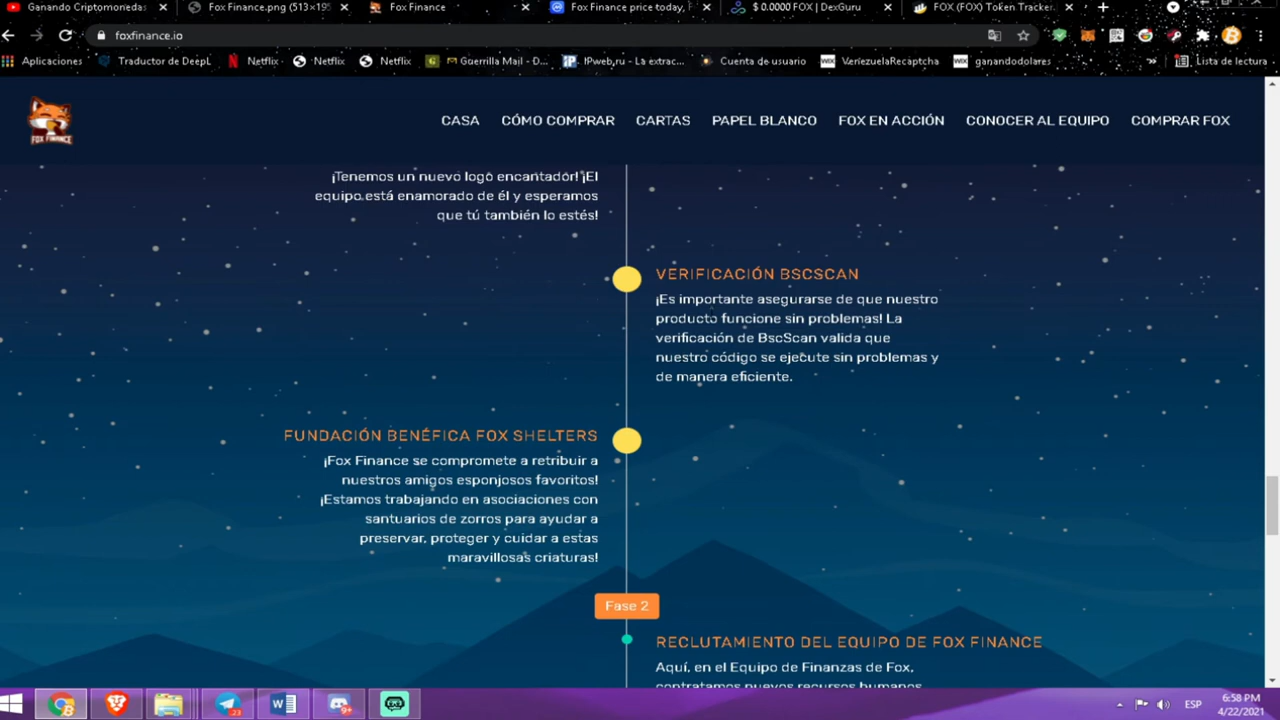 Ganando Criptomonedas
Fox Finance.png (513×195
Fox Finance
Fox Finance price today,
$ 0.0000 FOX | DexGuru
FOX (FOX) Token Tracker
foxfinance.io
Aplicaciones
Traductor de DeepL
Netflix
Netflix
Netflix
Guerrilla Mail - D...
IPweb.ru - La extrac...
Cuenta de usuario
VenezuelaRecaptcha
ganandodolares
Lista de lectura
FOX FINANCE
CASA
CÓMO COMPRAR
CARTAS
PAPEL BLANCO
FOX EN ACCIÓN
CONOCER AL EQUIPO
COMPRAR FOX
¡Tenemos un nuevo logo encantador! ¡El
equipo está enamorado de él y esperamos
que tú también lo estés!
VERIFICACIÓN BSCSCAN
¡Es importante asegurarse de que nuestro
producto funcione sin problemas! La
verificación de BscScan valida que
nuestro código se ejecute sin problemas y
de manera eficiente.
FUNDACIÓN BENÉFICA FOX SHELTERS
¡Fox Finance se compromete a retribuir a
nuestros amigos esponjosos favoritos!
¡Estamos trabajando en asociaciones con
santuarios de zorros para ayudar a
preservar, proteger y cuidar a estas
maravillosas criaturas!
Fase 2
RECLUTAMIENTO DEL EQUIPO DE FOX FINANCE
Aquí, en el Equipo de Finanzas de Fox,
contratamos nuevos recursos humanos
ESP
6:58 PM
4/22/2021